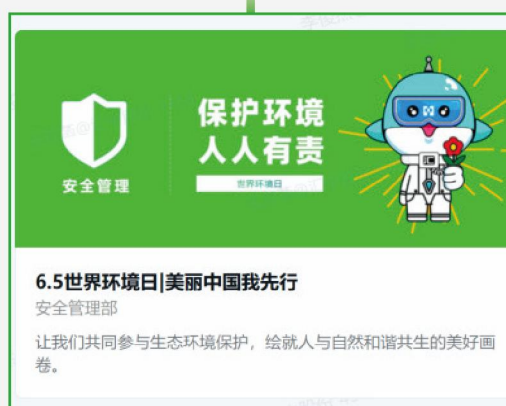 保护环境
人人有责
安全管理
世界环境日
6.5世界环境日|美丽中国我先行
安全管理部
让我们共同参与生态环境保护，绘就人与自然和谐共生的美好画
卷。